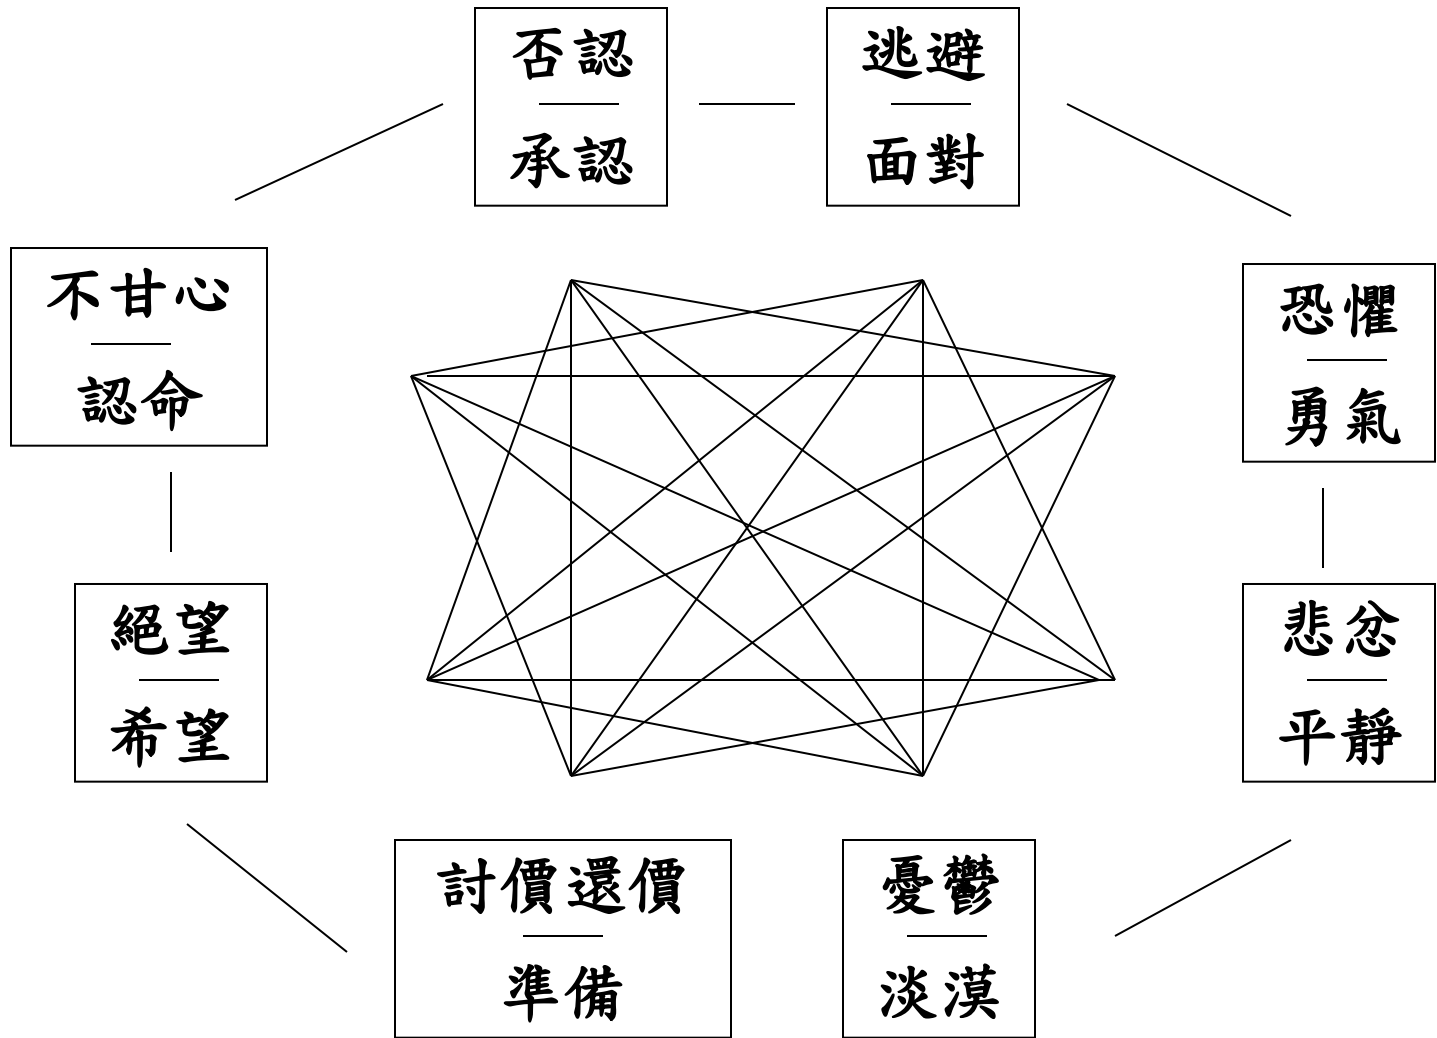 否認
承認
逃避
面對
不甘心
認命
恐懼
勇氣
絕望
希望
悲忿
平靜
討價還價
準備
憂鬱
淡漠